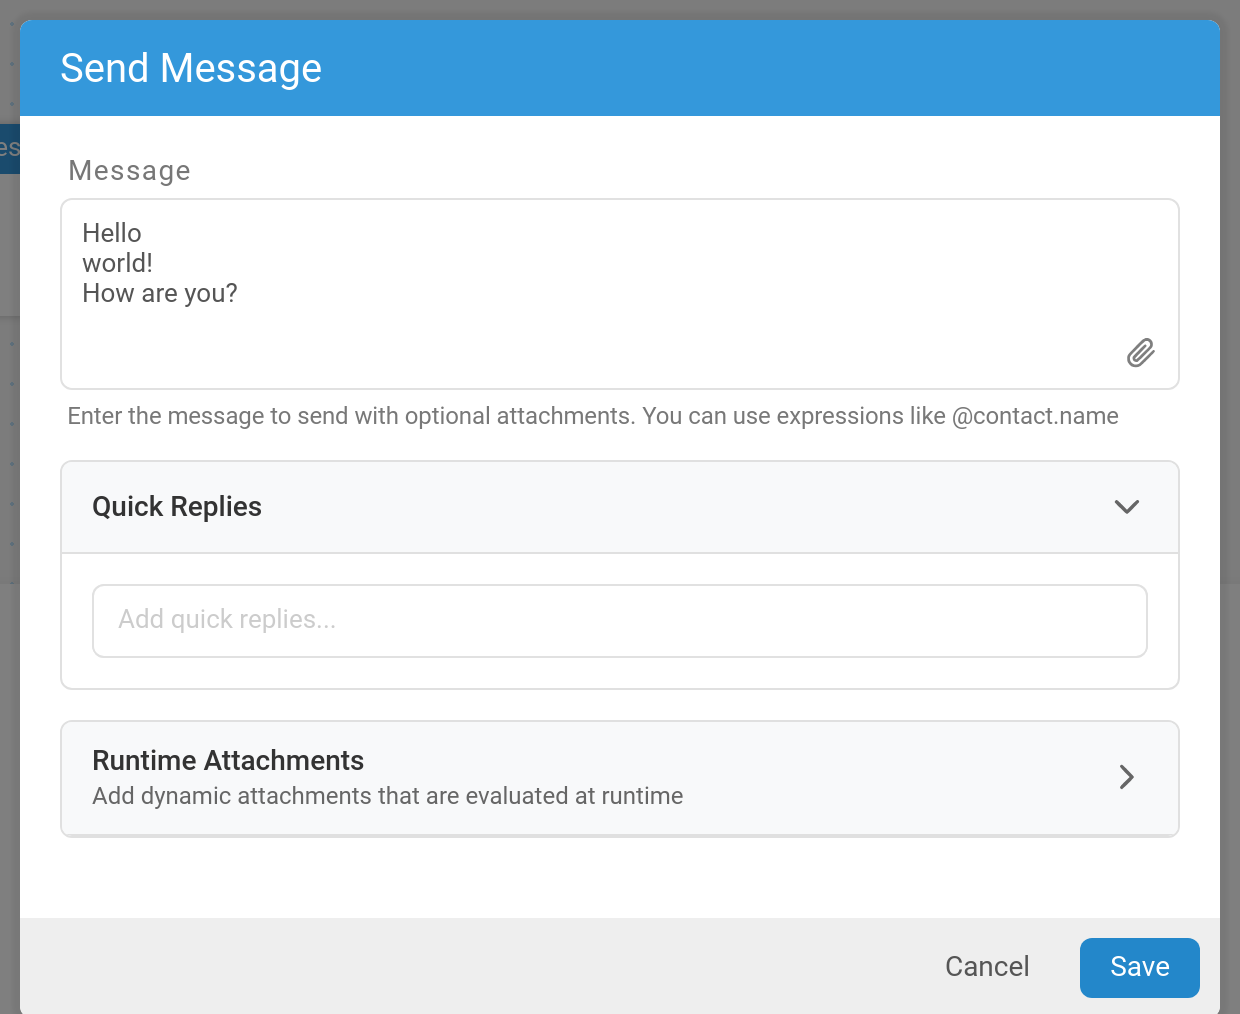 Send Message
es
Message
Hello
world!
How are you?
Enter the message to send with optional attachments. You can use expressions like @contact.name
Quick Replies
Add quick replies...
Runtime Attachments
Add dynamic attachments that are evaluated at runtime
Cancel
Save